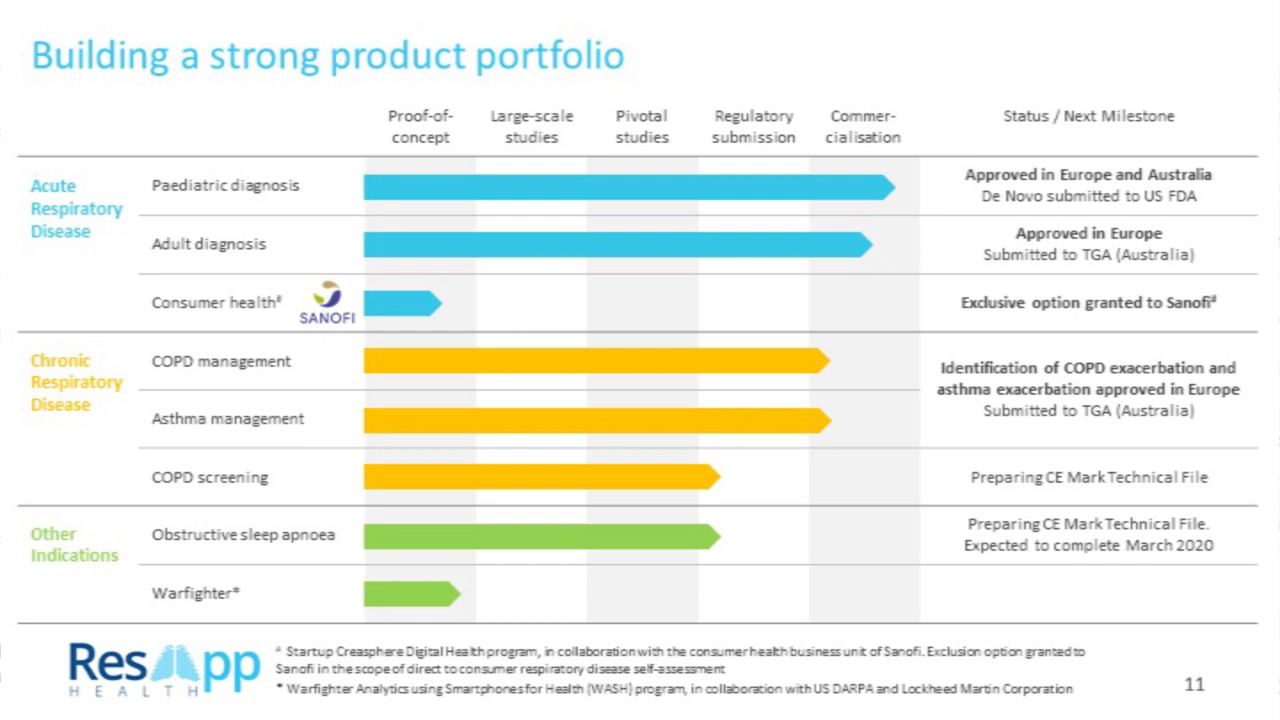 Building a strong product portfolio
Proof-of-
concept
Large-scale
studies
Pivotal
studies
Regulatory
submission
Commer-
cialisation
Status / Next Milestone
Acute
Respiratory
Disease
Paediatric diagnosis
Approved in Europe and Australia
De Novo submitted to US FDA
Adult diagnosis
Approved in Europe
Submitted to TGA (Australia)
Consumer health#
SANOFI
Exclusive option granted to Sanofi#
Chronic
Respiratory
Disease
COPD management
Asthma management
Identification of COPD exacerbation and
asthma exacerbation approved in Europe
Submitted to TGA (Australia)
COPD screening
Preparing CE Mark Technical File
Other
Indications
Obstructive sleep apnoea
Preparing CE Mark Technical File.
Expected to complete March 2020
Warfighter*
ResApp
HEALTH
# Startup Creasphere Digital Health program, in collaboration with the consumer health business unit of Sanofi. Exclusion option granted to
Sanofi in the scope of direct to consumer respiratory disease self-assessment
* Warfighter Analytics using Smartphones for Health (WASH) program, in collaboration with US DARPA and Lockheed Martin Corporation
11